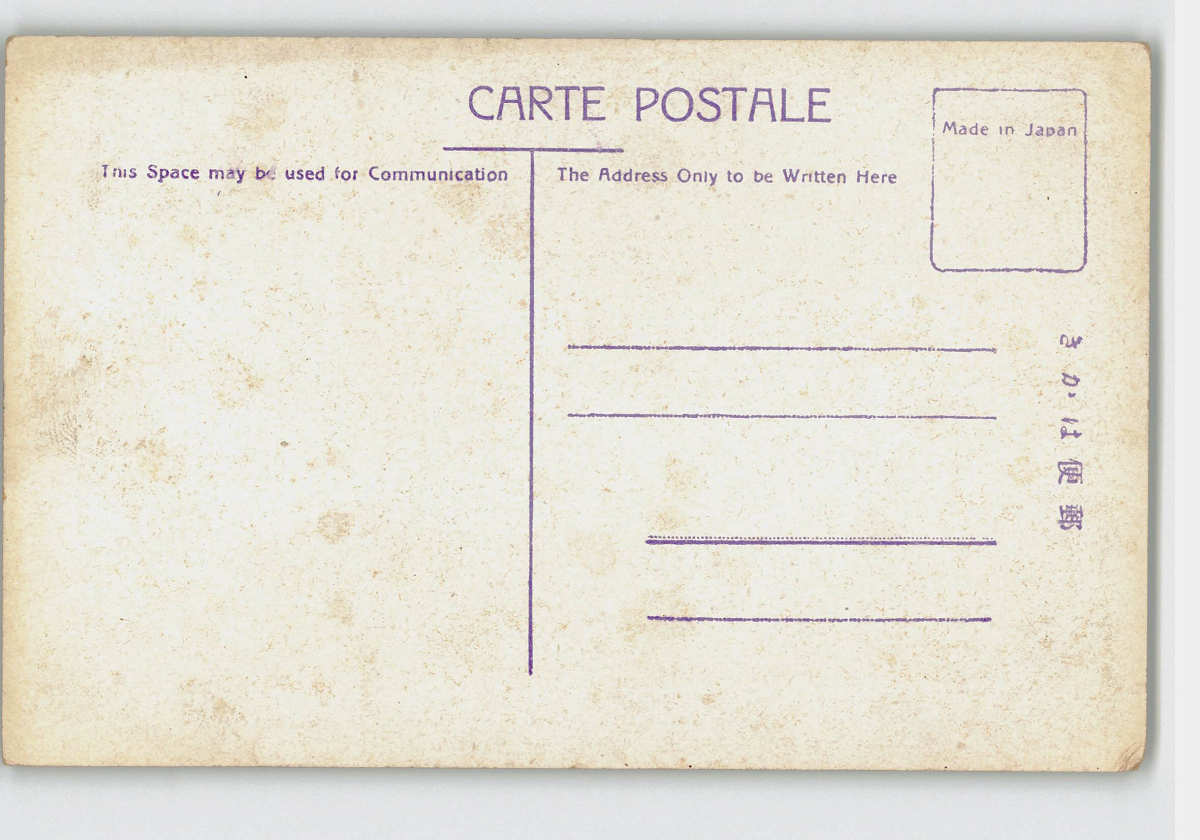 CARTE POSTALE
Made in Japan
This Space may be used for Communication
The Address Only to be Written Here
郵便はかき